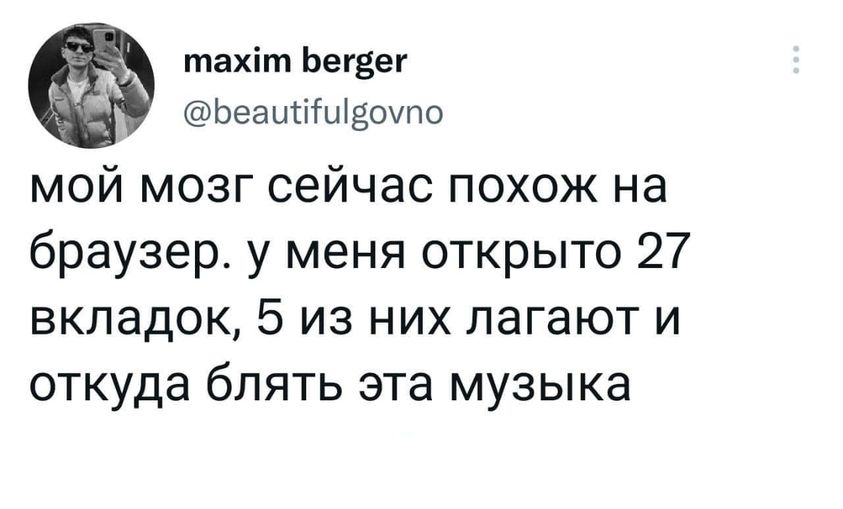 maxim berger
@beautifulgovno
мой мозг сейчас похож на
браузер. у меня открыто 27
вкладок, 5 из них лагают и
откуда блять эта музыка